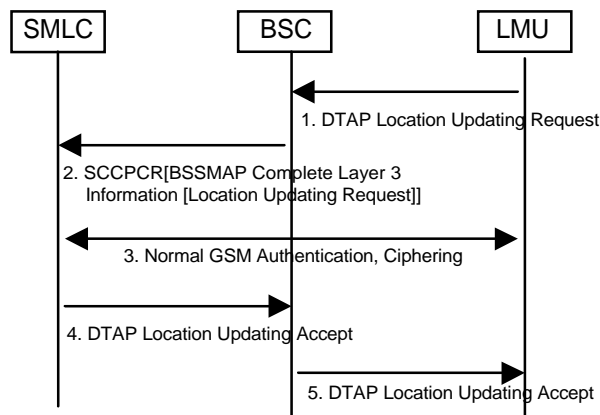 SMLC
BSC
LMU
1. DTAP Location Updating Request
2. SCCPCR[BSSMAP Complete Layer 3
Information [Location Updating Request]]
3. Normal GSM Authentication, Ciphering
4. DTAP Location Updating Accept
5. DTAP Location Updating Accept